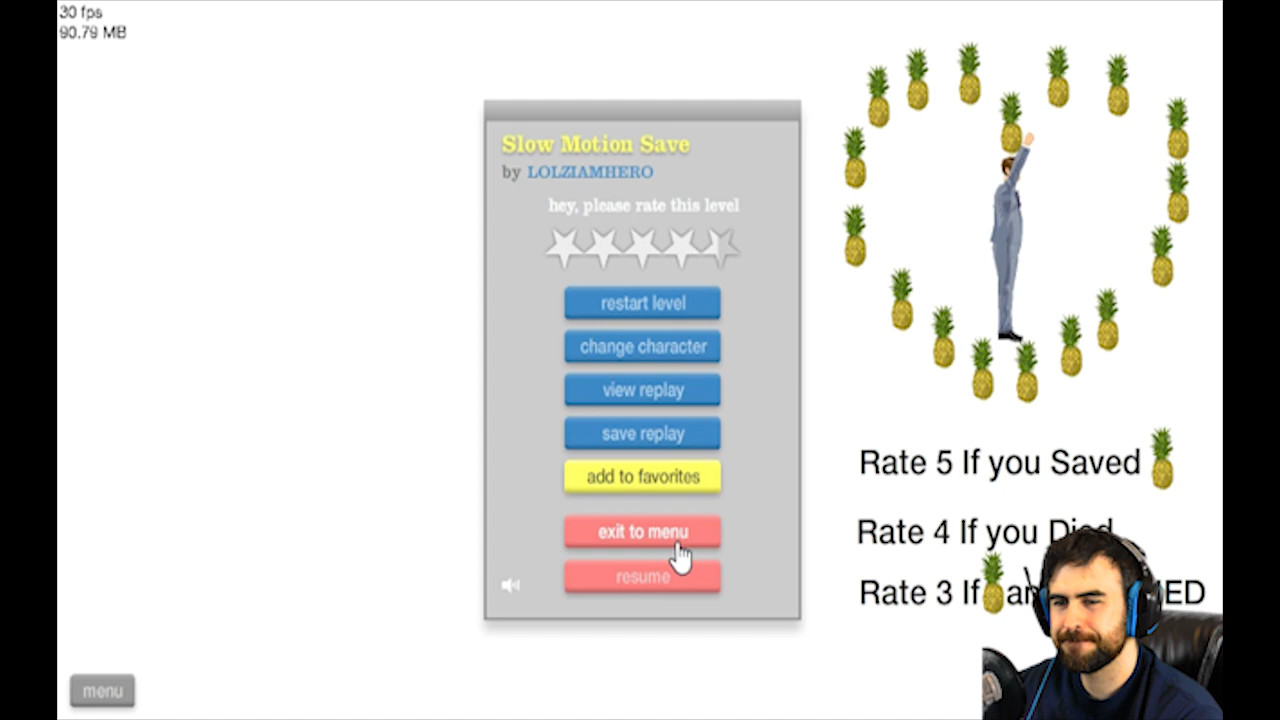 30 fps
90.79 MB
Slow Motion Save
by LOLZIAMHERO
hey, please rate this level
restart level
change character
view replay
save replay
add to favorites
exit to menu
resume
Rate 5 If you Saved
Rate 4 If you Died
Rate 3 If
menu